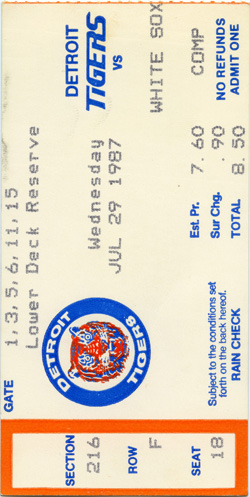 DETROIT
TIGERS
VS
WHITE SOX
Wednesday
JUL 29 1987
GATE 1,3,5,6,11,15
Lower Deck Reserve
DETROIT
TIGERS
Est. Pr. 7.60 COMP
Sur Chg. .90 NO REFUNDS
TOTAL 8.50 ADMIT ONE
Subject to the conditions set
forth on the back hereof.
RAIN CHECK
SECTION 216
ROW F
SEAT 18